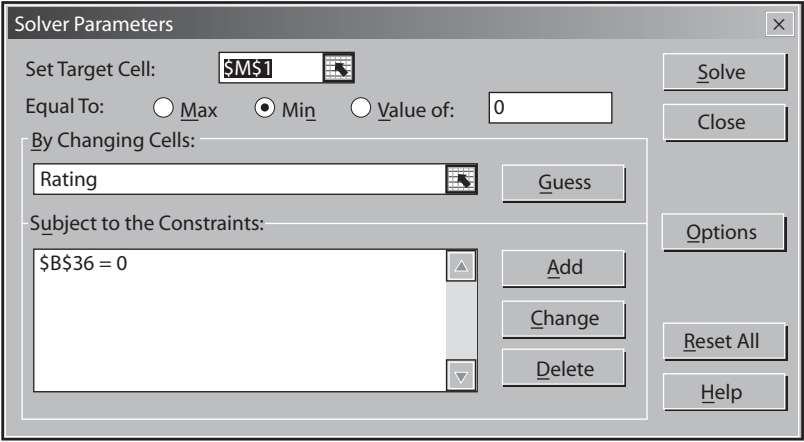 Solver Parameters
Set Target Cell: $M$1 Solve
Equal To: Max Min Value of: 0 Close
By Changing Cells:
Rating Guess
Subject to the Constraints: Options
$B$36 = 0 Add
Change
Reset All
Delete
Help